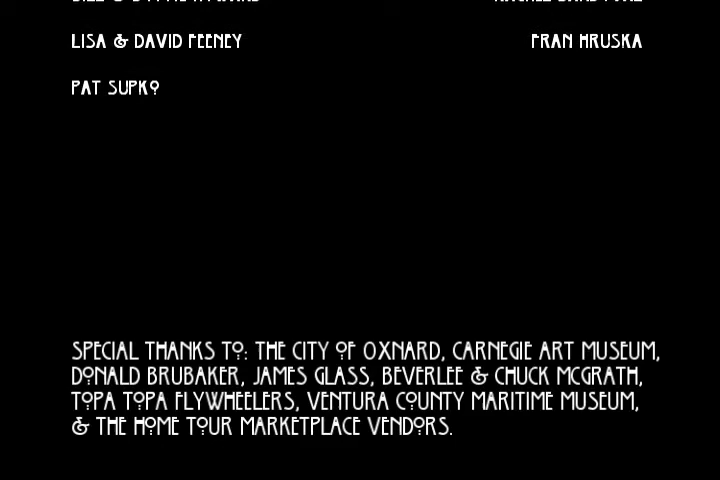 LISA & DAVID FEENEY
FRAN HRUSKA
PAT SUPKO
SPECIAL THANKS TO: THE CITY OF OXNARD, CARNEGIE ART MUSEUM,
DONALD BRUBAKER, JAMES GLASS, BEVERLEE & CHUCK MCGRATH,
TOPA TOPA FLYWHEELERS, VENTURA COUNTY MARITIME MUSEUM,
& THE HOME TOUR MARKETPLACE VENDORS.